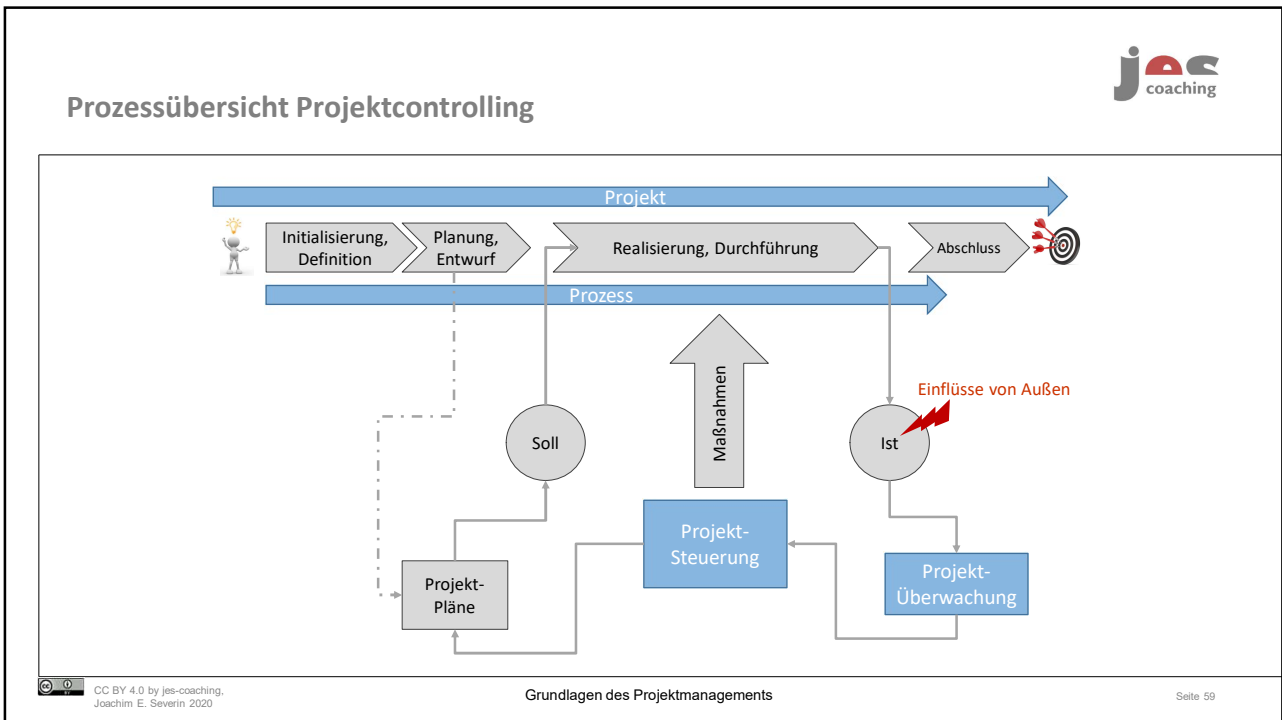 jes
coaching
Prozessübersicht Projektcontrolling
Projekt
Initialisierung,
Definition
Planung,
Entwurf
Realisierung, Durchführung
Abschluss
Prozess
Maßnahmen
Einflüsse von Außen
Soll
Ist
Projekt-
Steuerung
Projekt-
Überwachung
Projekt-
Pläne
cc
BY
CC BY 4.0 by jes-coaching,
Joachim E. Severin 2020
Grundlagen des Projektmanagements
Seite 59